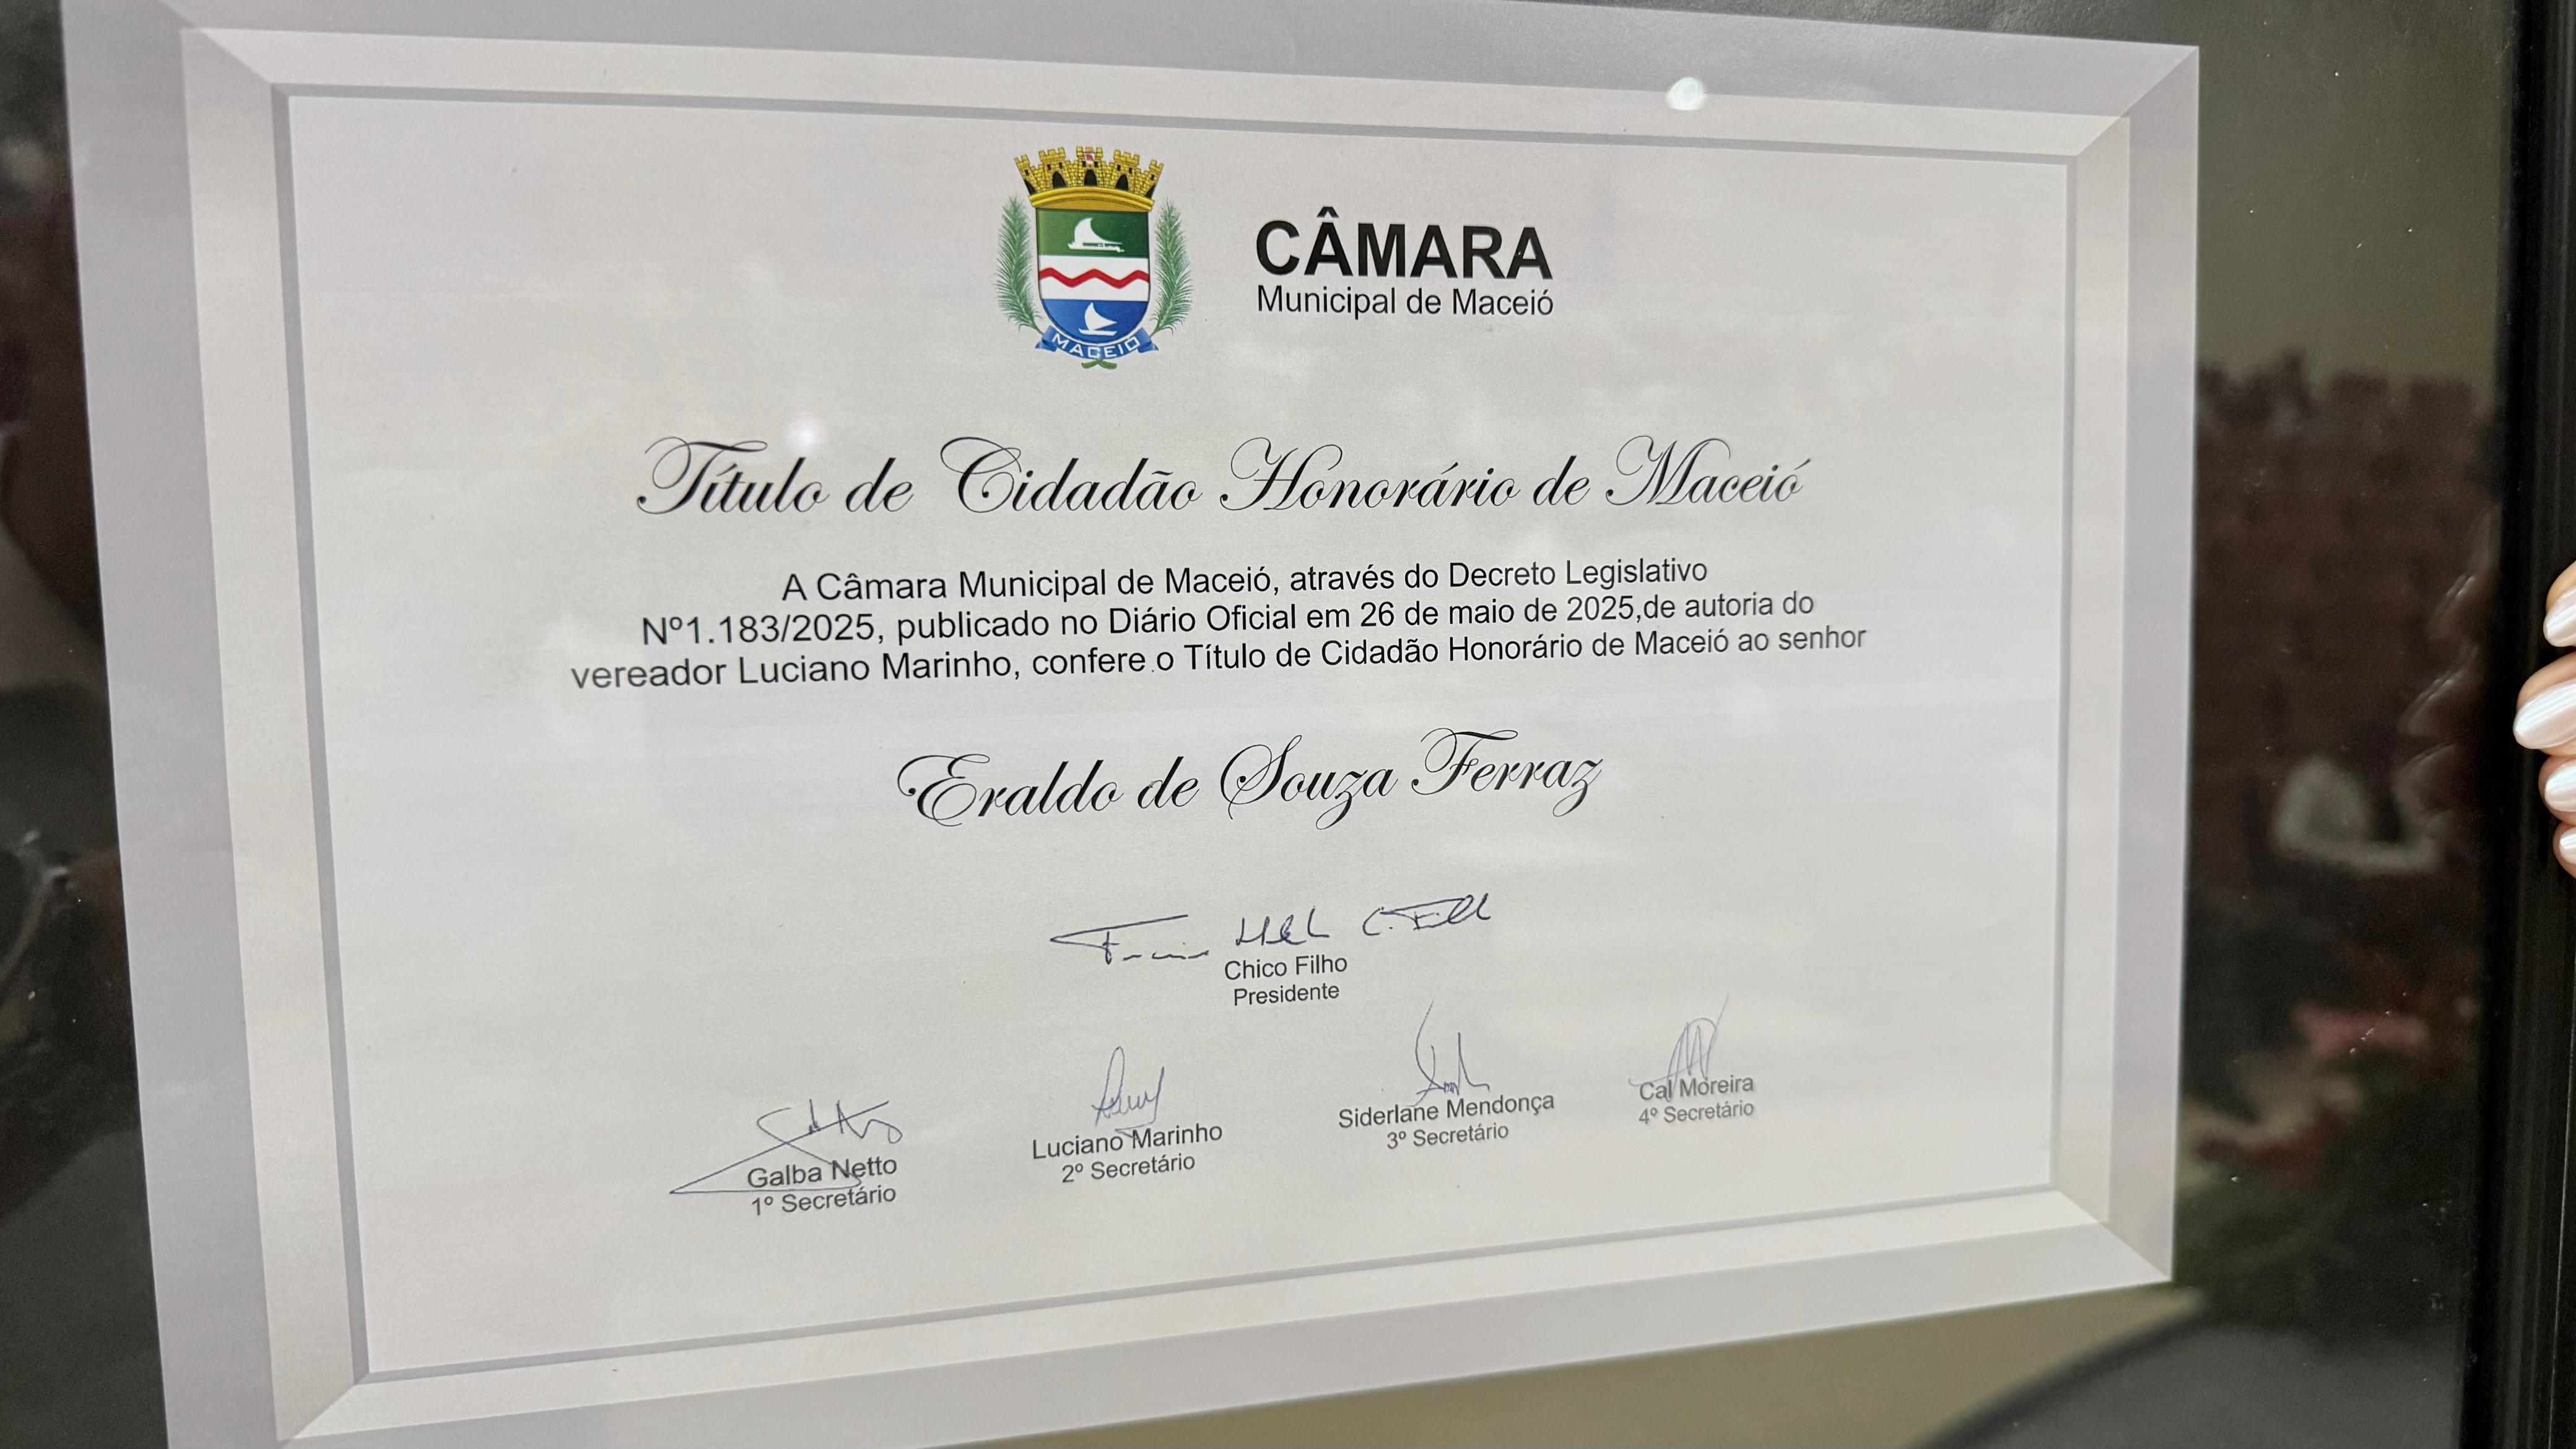 MACEIÓ
CÂMARA
Municipal de Maceió
Título de Cidadão Honorário de Maceió
A Câmara Municipal de Maceió, através do Decreto Legislativo
Nº1.183/2025, publicado no Diário Oficial em 26 de maio de 2025,de autoria do
vereador Luciano Marinho, confere o Título de Cidadão Honorário de Maceió ao senhor
Eraldo de Souza Ferraz
Chico Filho
Presidente
Galba Netto
1º Secretário
Luciano Marinho
2º Secretário
Siderlane Mendonça
3º Secretário
Cal Moreira
4º Secretário